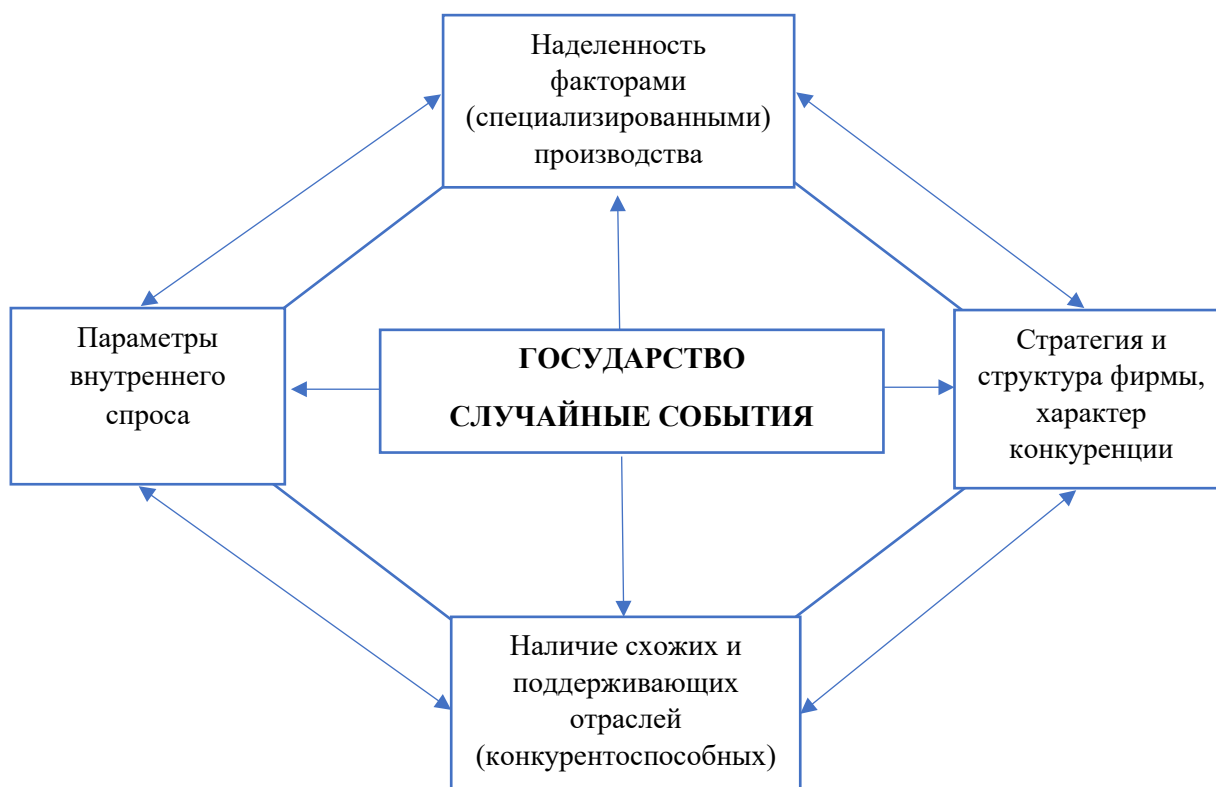 Наделенность
факторами
(специализированными)
производства
Параметры
внутреннего
спроса
ГОСУДАРСТВО
СЛУЧАЙНЫЕ СОБЫТИЯ
Стратегия и
структура фирмы,
характер
конкуренции
Наличие схожих и
поддерживающих
отраслей
(конкурентоспособных)